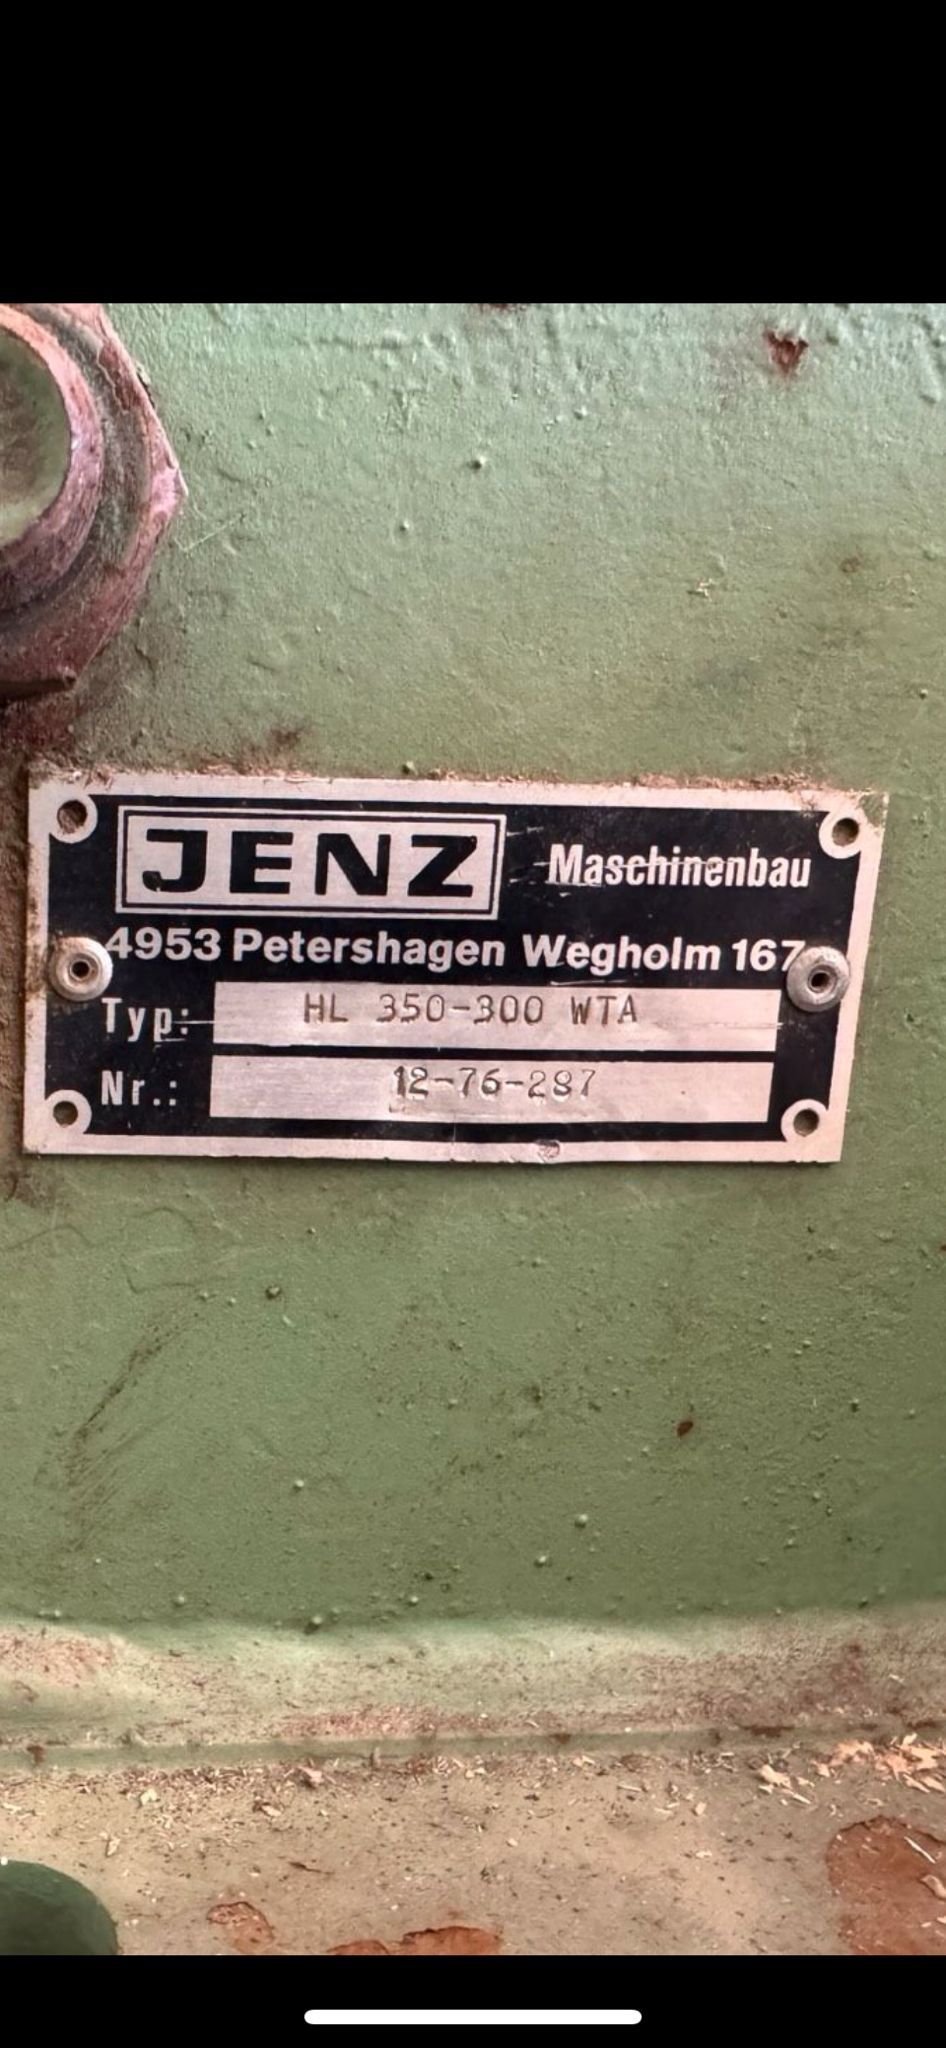 JENZ Maschinenbau
4953 Petershagen Wegholm 167
Typ: HL 350-300 WTA
Nr.: 12-76-287